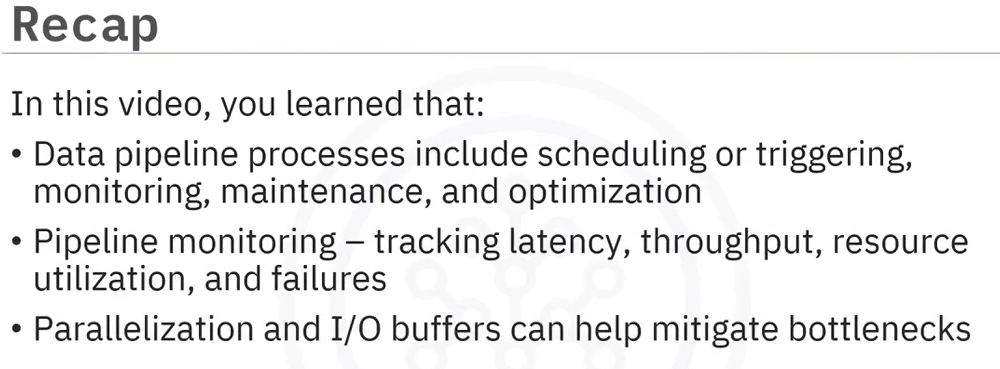 Recap
In this video, you learned that:
• Data pipeline processes include scheduling or triggering,
monitoring, maintenance, and optimization
• Pipeline monitoring – tracking latency, throughput, resource
utilization, and failures
• Parallelization and I/O buffers can help mitigate bottlenecks